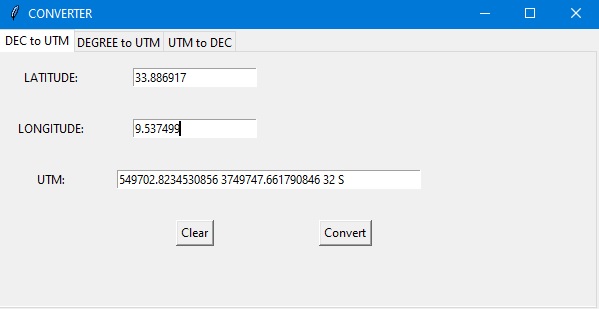 CONVERTER
DEC to UTM DEGREE to UTM UTM to DEC
LATITUDE: 33.886917
LONGITUDE: 9.537499
UTM: 549702.8234530856 3749747.661790846 32 S
Clear Convert